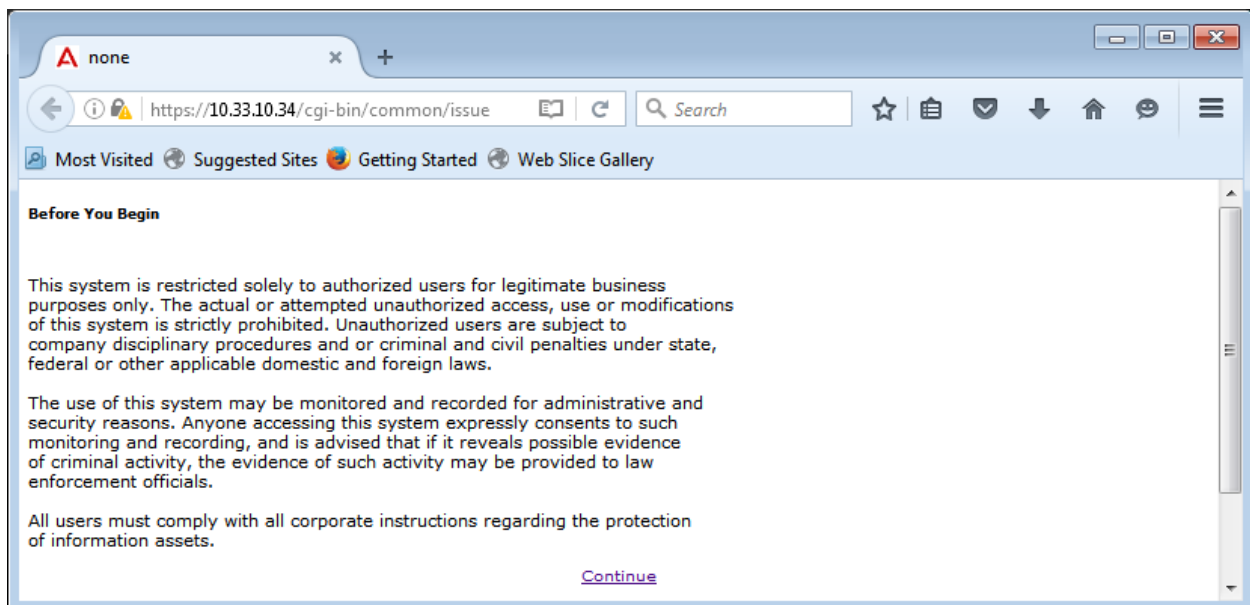 none
https://10.33.10.34/cgi-bin/common/issue
Search
Most Visited Suggested Sites Getting Started Web Slice Gallery
Before You Begin
This system is restricted solely to authorized users for legitimate business
purposes only. The actual or attempted unauthorized access, use or modifications
of this system is strictly prohibited. Unauthorized users are subject to
company disciplinary procedures and or criminal and civil penalties under state,
federal or other applicable domestic and foreign laws.
The use of this system may be monitored and recorded for administrative and
security reasons. Anyone accessing this system expressly consents to such
monitoring and recording, and is advised that if it reveals possible evidence
of criminal activity, the evidence of such activity may be provided to law
enforcement officials.
All users must comply with all corporate instructions regarding the protection
of information assets.
Continue